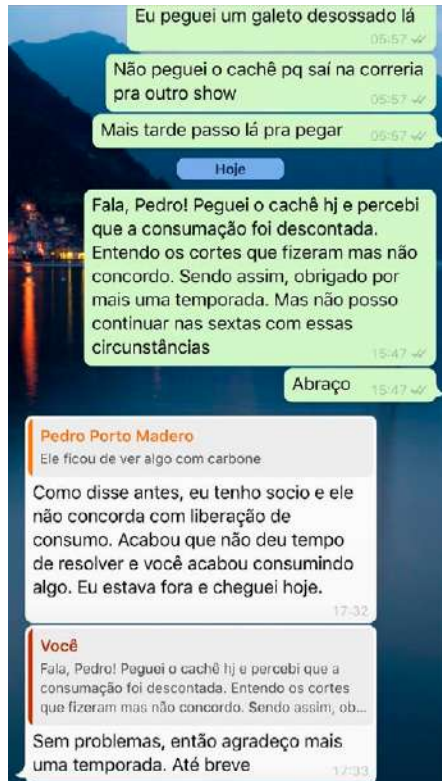 Eu peguei um galeto desossado lá
05:57
Não peguei o cachê pq saí na correria
pra outro show
05:57
Mais tarde passo lá pra pegar
05:57
Hoje
Fala, Pedro! Peguei o cachê hj e percebi
que a consumação foi descontada.
Entendo os cortes que fizeram mas não
concordo. Sendo assim, obrigado por
mais uma temporada. Mas não posso
continuar nas sextas com essas
circunstâncias
15:47
Abraço
15:47
Pedro Porto Madero
Ele ficou de ver algo com carbone
Como disse antes, eu tenho socio e ele
não concorda com liberação de
consumo. Acabou que não deu tempo
de resolver e você acabou consumindo
algo. Eu estava fora e cheguei hoje.
17:32
Você
Fala, Pedro! Peguei o cachê hj e percebi que a
consumação foi descontada. Entendo os cortes
que fizeram mas não concordo. Sendo assim, ob...
Sem problemas, então agradeço mais
uma temporada. Até breve
17:33